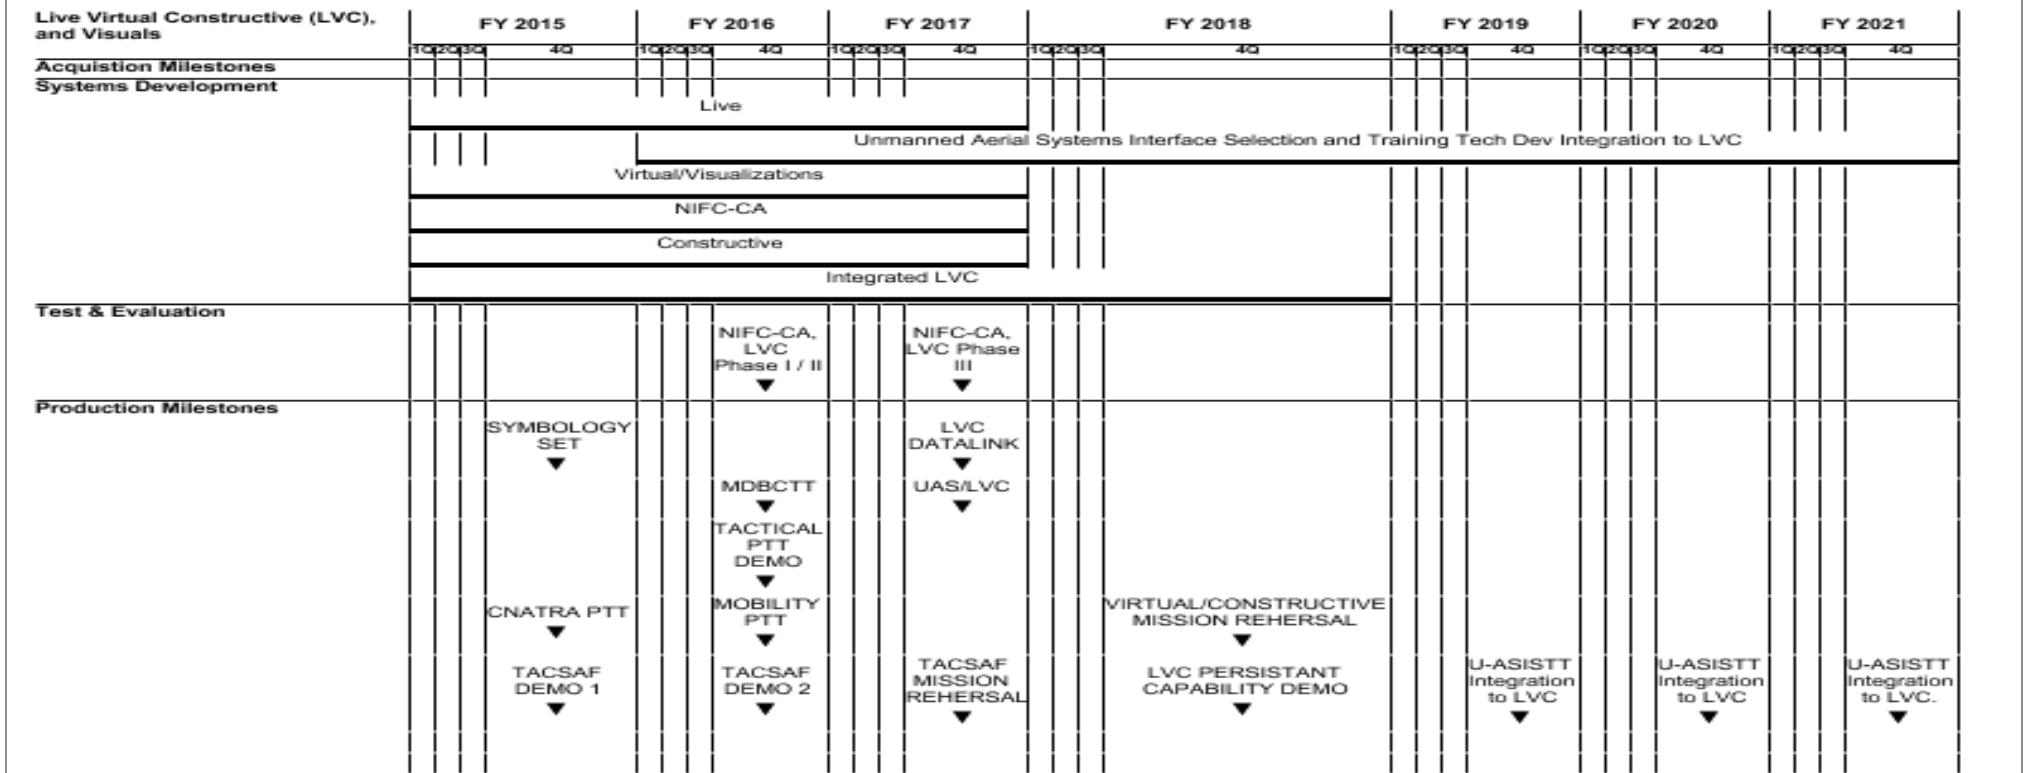 Live Virtual Constructive (LVC),
and Visuals
FY 2015 FY 2016 FY 2017 FY 2018 FY 2019 FY 2020 FY 2021
1Q 2Q 3Q 4Q 1Q 2Q 3Q 4Q 1Q 2Q 3Q 4Q 1Q 2Q 3Q 4Q 1Q 2Q 3Q 4Q 1Q 2Q 3Q 4Q 1Q 2Q 3Q 4Q
Acquistion Milestones
Systems Development
Live
Unmanned Aerial Systems Interface Selection and Training Tech Dev Integration to LVC
Virtual/Visualizations
NIFC-CA
Constructive
Integrated LVC
Test & Evaluation
NIFC-CA,
LVC
Phase I / II
NIFC-CA,
LVC Phase
III
Production Milestones
SYMBOLOGY
SET
LVC
DATALINK
MDBCTT
UAS/LVC
TACTICAL
PTT
DEMO
CNATRA PTT
MOBILITY
PTT
VIRTUAL/CONSTRUCTIVE
MISSION REHERSAL
TACSAF
DEMO 1
TACSAF
DEMO 2
TACSAF
MISSION
REHERSAL
LVC PERSISTANT
CAPABILITY DEMO
U-ASISTT
Integration
to LVC
U-ASISTT
Integration
to LVC
U-ASISTT
Integration
to LVC.